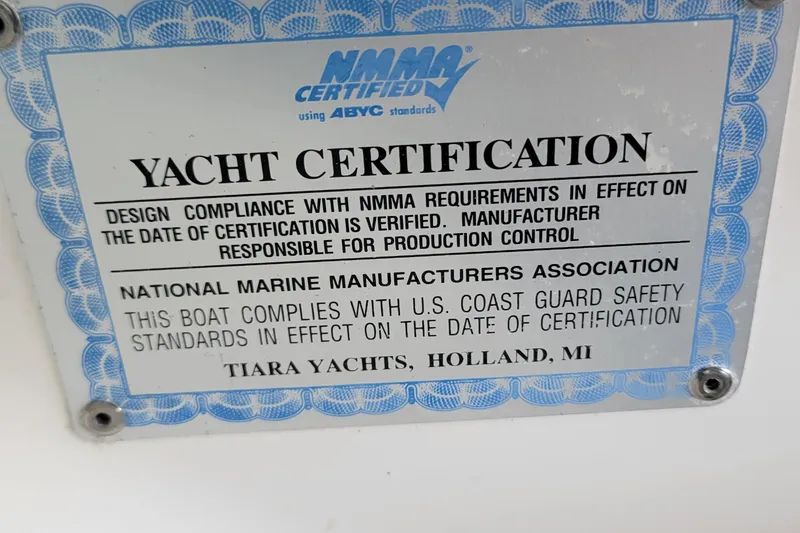 NMMA®
CERTIFIED
using ABYC standards
YACHT CERTIFICATION
DESIGN COMPLIANCE WITH NMMA REQUIREMENTS IN EFFECT ON
THE DATE OF CERTIFICATION IS VERIFIED. MANUFACTURER
RESPONSIBLE FOR PRODUCTION CONTROL
NATIONAL MARINE MANUFACTURERS ASSOCIATION
THIS BOAT COMPLIES WITH U.S. COAST GUARD SAFETY
STANDARDS IN EFFECT ON THE DATE OF CERTIFICATION
TIARA YACHTS, HOLLAND, MI